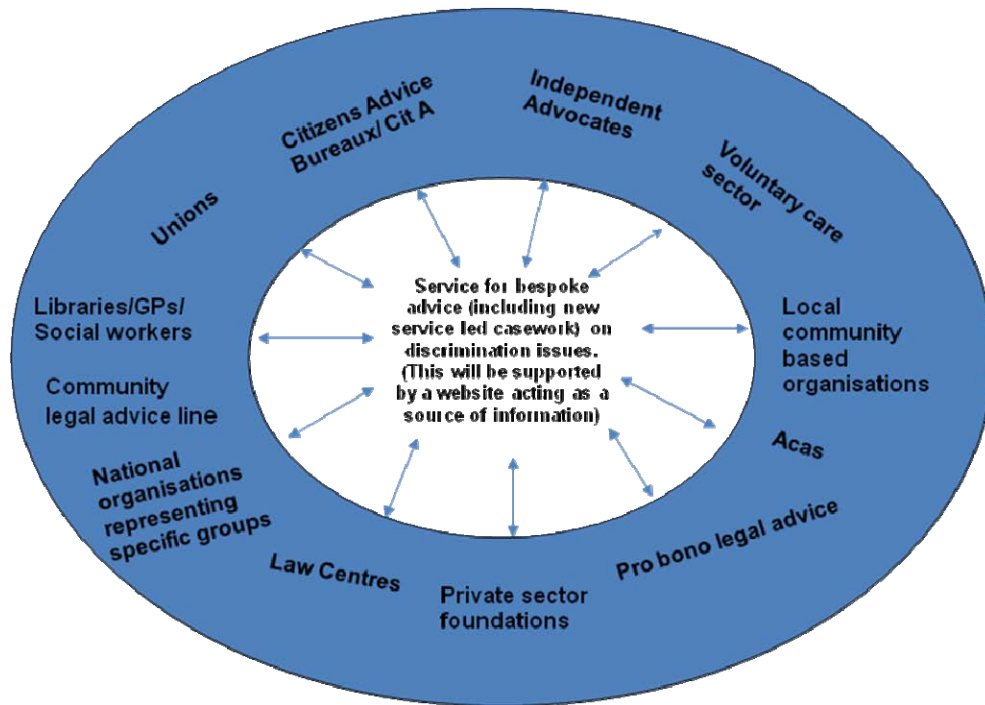 Citizens Advice
Bureaux/ Cit A
Independent
Advocates
Voluntary care
sector
Unions
Libraries/GPs/
Social workers
Community
legal advice line
National
organisations
representing
specific groups
Law Centres
Private sector
foundations
Pro bono legal advice
Acas
Local
community
based
organisations
Service for bespoke
advice (including new
service led casework) on
discrimination issues.
(This will be supported
by a website acting as a
source of information)